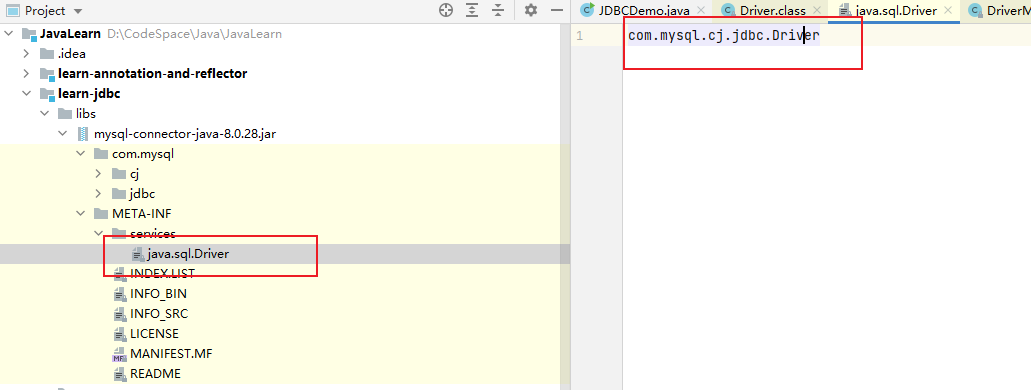 Project
JDBCDemo.java
Driver.class
java.sql.Driver
DriverM
JavaLearn D:\CodeSpace\Java\JavaLearn
1
com.mysql.cj.jdbc.Driver
.idea
learn-annotation-and-reflector
learn-jdbc
libs
mysql-connector-java-8.0.28.jar
com.mysql
cj
jdbc
META-INF
services
java.sql.Driver
INDEX.LIST
INFO_BIN
INFO_SRC
LICENSE
MANIFEST.MF
README